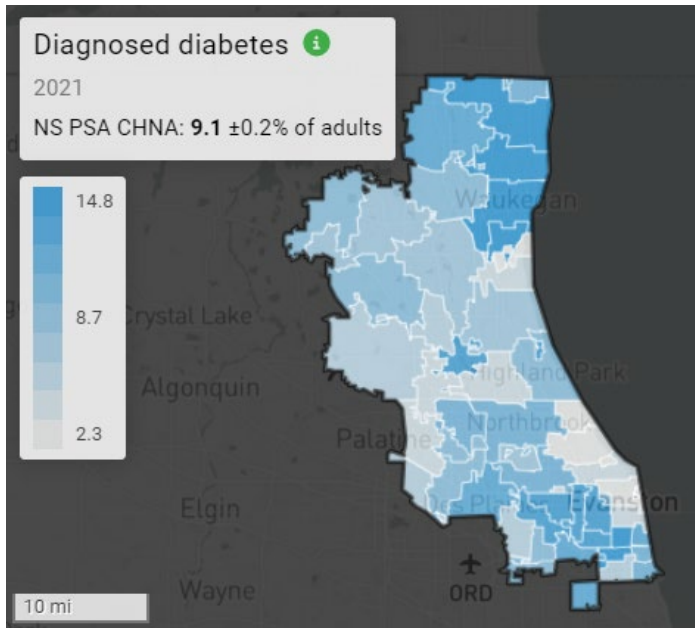 Diagnosed diabetes
2021
NS PSA CHNA: 9.1 ±0.2% of adults
14.8
8.7
2.3
Waukegan
Crystal Lake
Algonquin
Highland Park
Northbrook
Palatine
Elgin
Des Plaines
Evanston
Wayne
ORD
10 mi